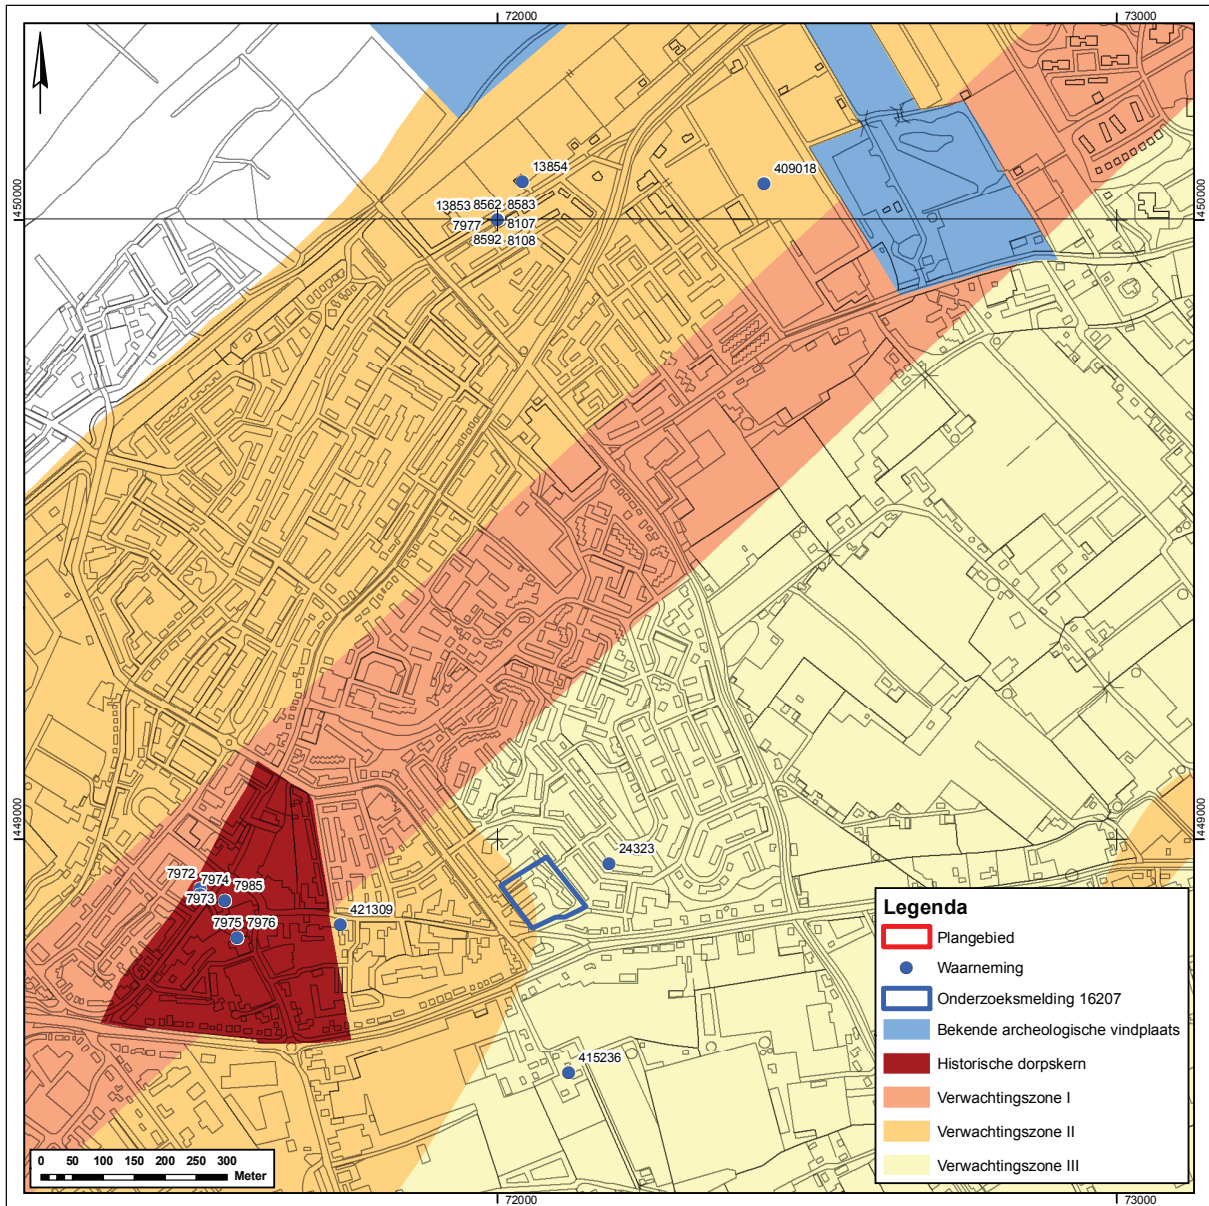 72000
73000
450000
450000
13854
409018
13853 8562 8583
7977 8107
8592 8108
449000
449000
24323
7972 7974 7985
7973
421309
7975 7976
415236
Legenda
Plangebied
Waarneming
Onderzoeksmelding 16207
Bekende archeologische vindplaats
Historische dorpskern
Verwachtingszone I
Verwachtingszone II
Verwachtingszone III
0 50 100 150 200 250 300
Meter
72000
73000